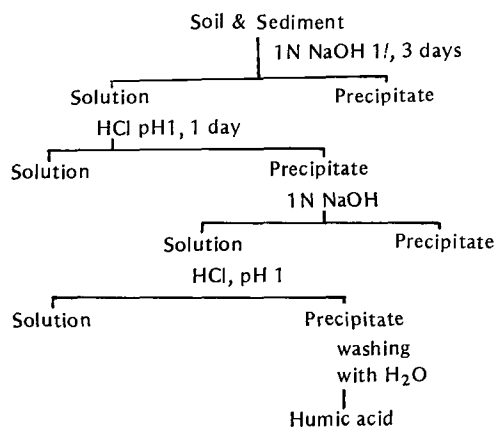 Soil & Sediment
1N NaOH 1l, 3 days
Solution Precipitate
HCl pH1, 1 day
Solution Precipitate
1N NaOH
Solution Precipitate
HCl, pH 1
Solution Precipitate
washing
with H₂O
Humic acid